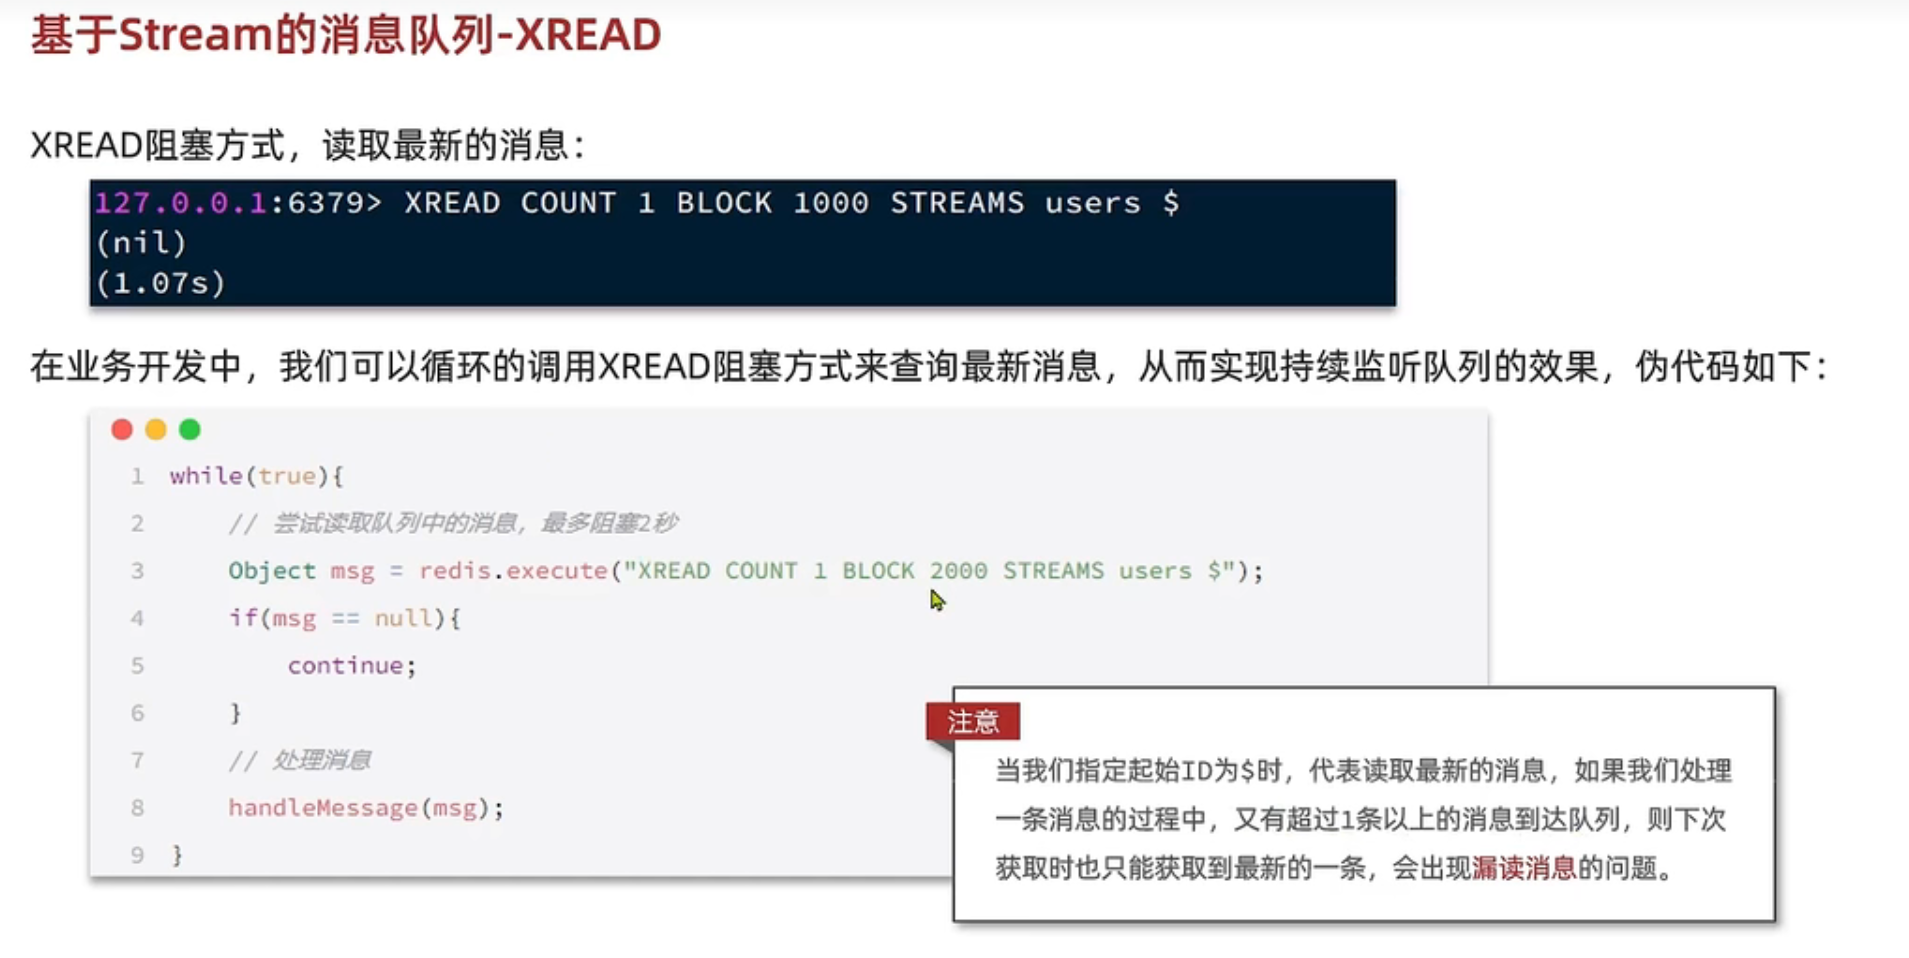 基于Stream的消息队列-XREAD
XREAD阻塞方式，读取最新的消息：
127.0.0.1:6379> XREAD COUNT 1 BLOCK 1000 STREAMS users $
(nil)
(1.07s)
在业务开发中，我们可以循环的调用XREAD阻塞方式来查询最新消息，从而实现持续监听队列的效果，伪代码如下：
1 while(true){
2 // 尝试读取队列中的消息，最多阻塞2秒
3 Object msg = redis.execute("XREAD COUNT 1 BLOCK 2000 STREAMS users $");
4 if(msg == null){
5 continue;
6 }
7 // 处理消息
8 handleMessage(msg);
9 }
注意
当我们指定起始ID为$时，代表读取最新的消息，如果我们处理
一条消息的过程中，又有超过1条以上的消息到达队列，则下次
获取时也只能获取到最新的一条，会出现漏读消息的问题。